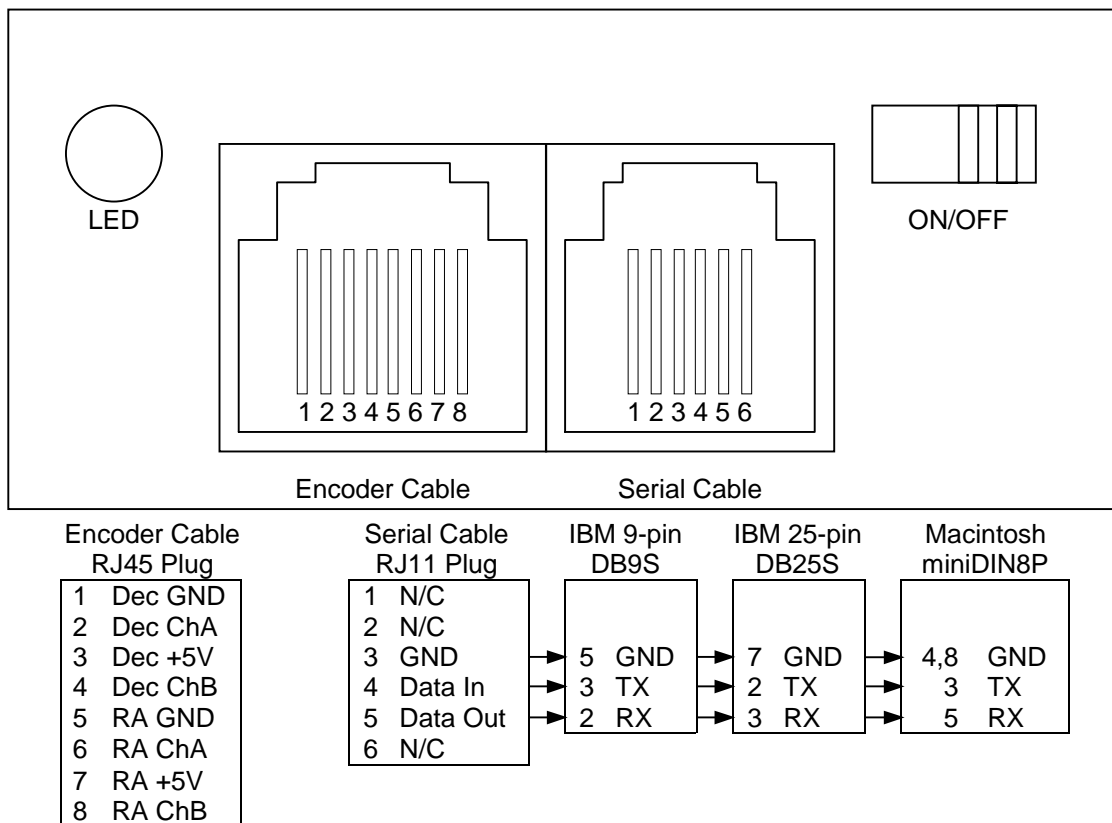 LED
ON/OFF
1 2 3 4 5 6 7 8
1 2 3 4 5 6
Encoder Cable
Serial Cable
Encoder Cable
RJ45 Plug
1 Dec GND
2 Dec ChA
3 Dec +5V
4 Dec ChB
5 RA GND
6 RA ChA
7 RA +5V
8 RA ChB
Serial Cable
RJ11 Plug
1 N/C
2 N/C
3 GND
4 Data In
5 Data Out
6 N/C
IBM 9-pin
DB9S
5 GND
3 TX
2 RX
IBM 25-pin
DB25S
7 GND
2 TX
3 RX
Macintosh
miniDIN8P
4,8 GND
3 TX
5 RX